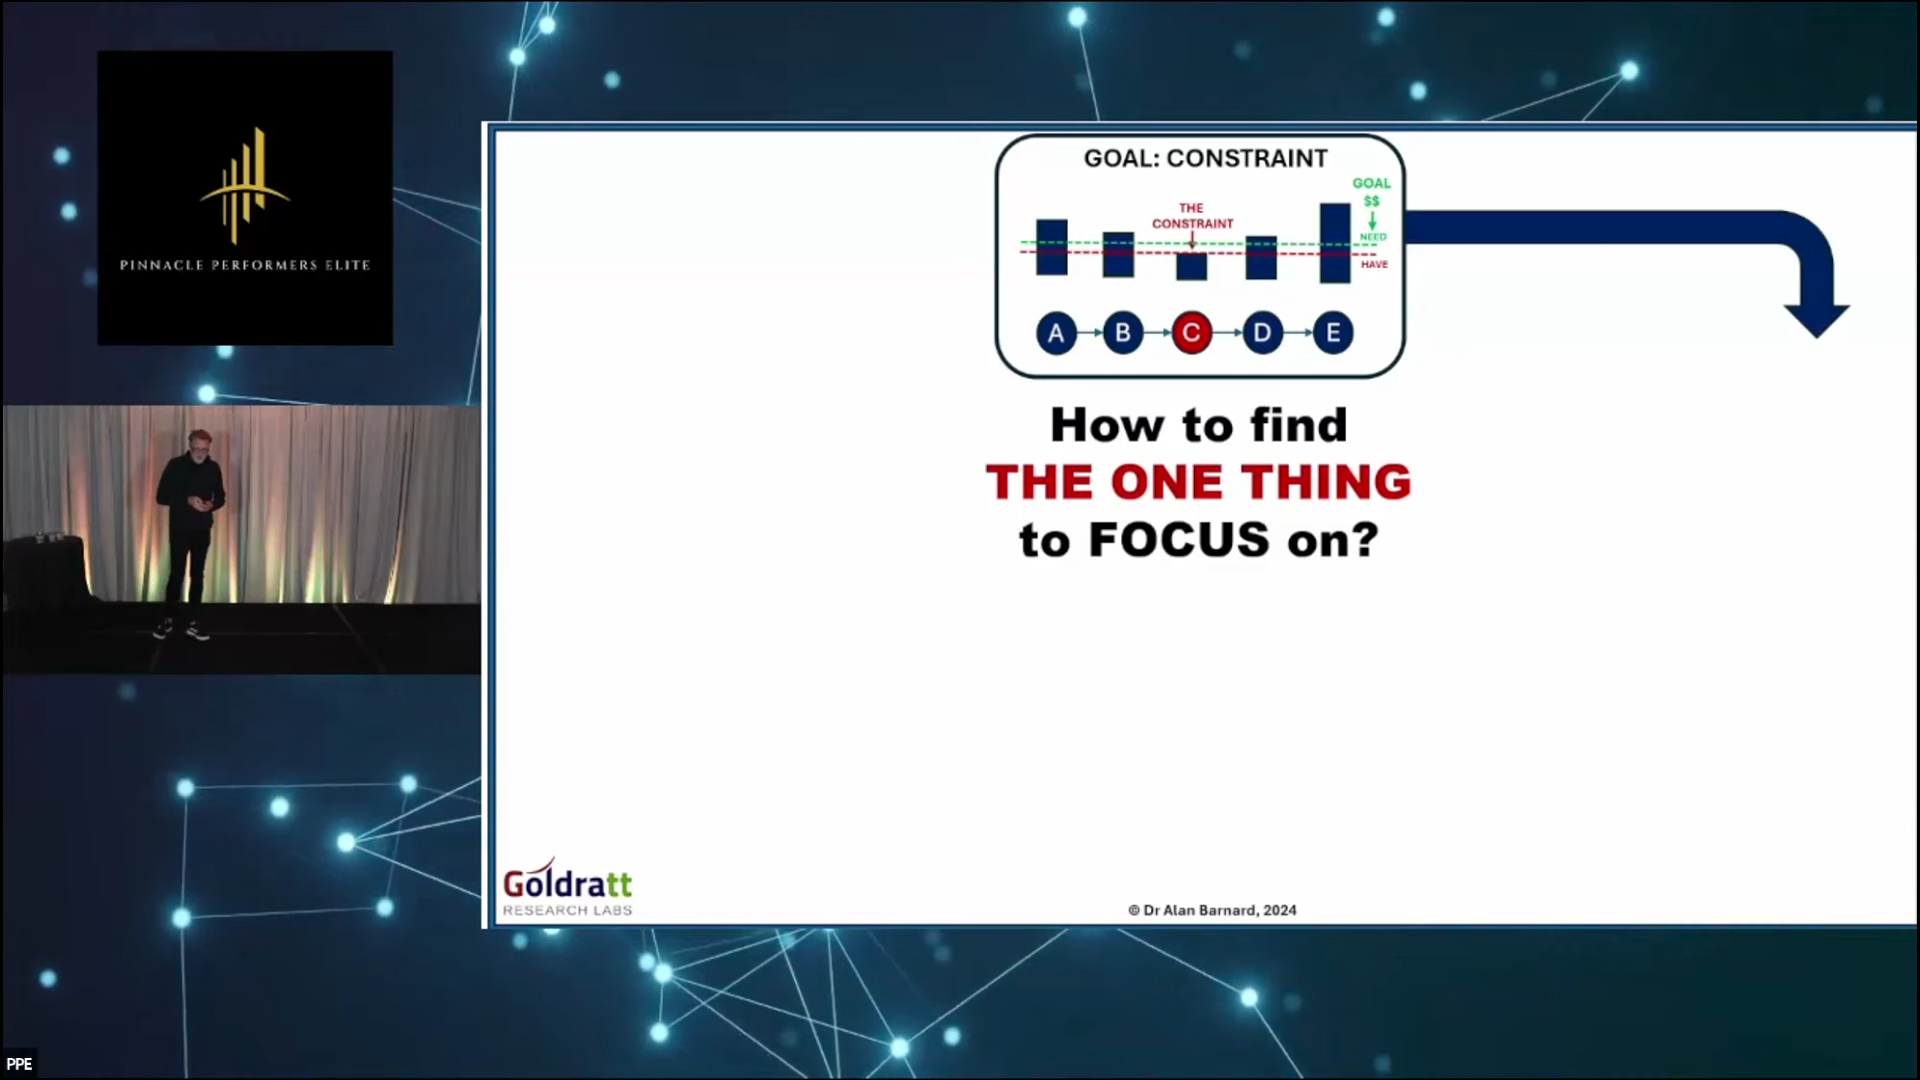 PINNACLE PERFORMERS ELITE
GOAL: CONSTRAINT
GOAL
$$
NEED
HAVE
THE
CONSTRAINT
A B C D E
How to find
THE ONE THING
to FOCUS on?
Goldratt
RESEARCH LABS
© Dr Alan Barnard, 2024
PPE